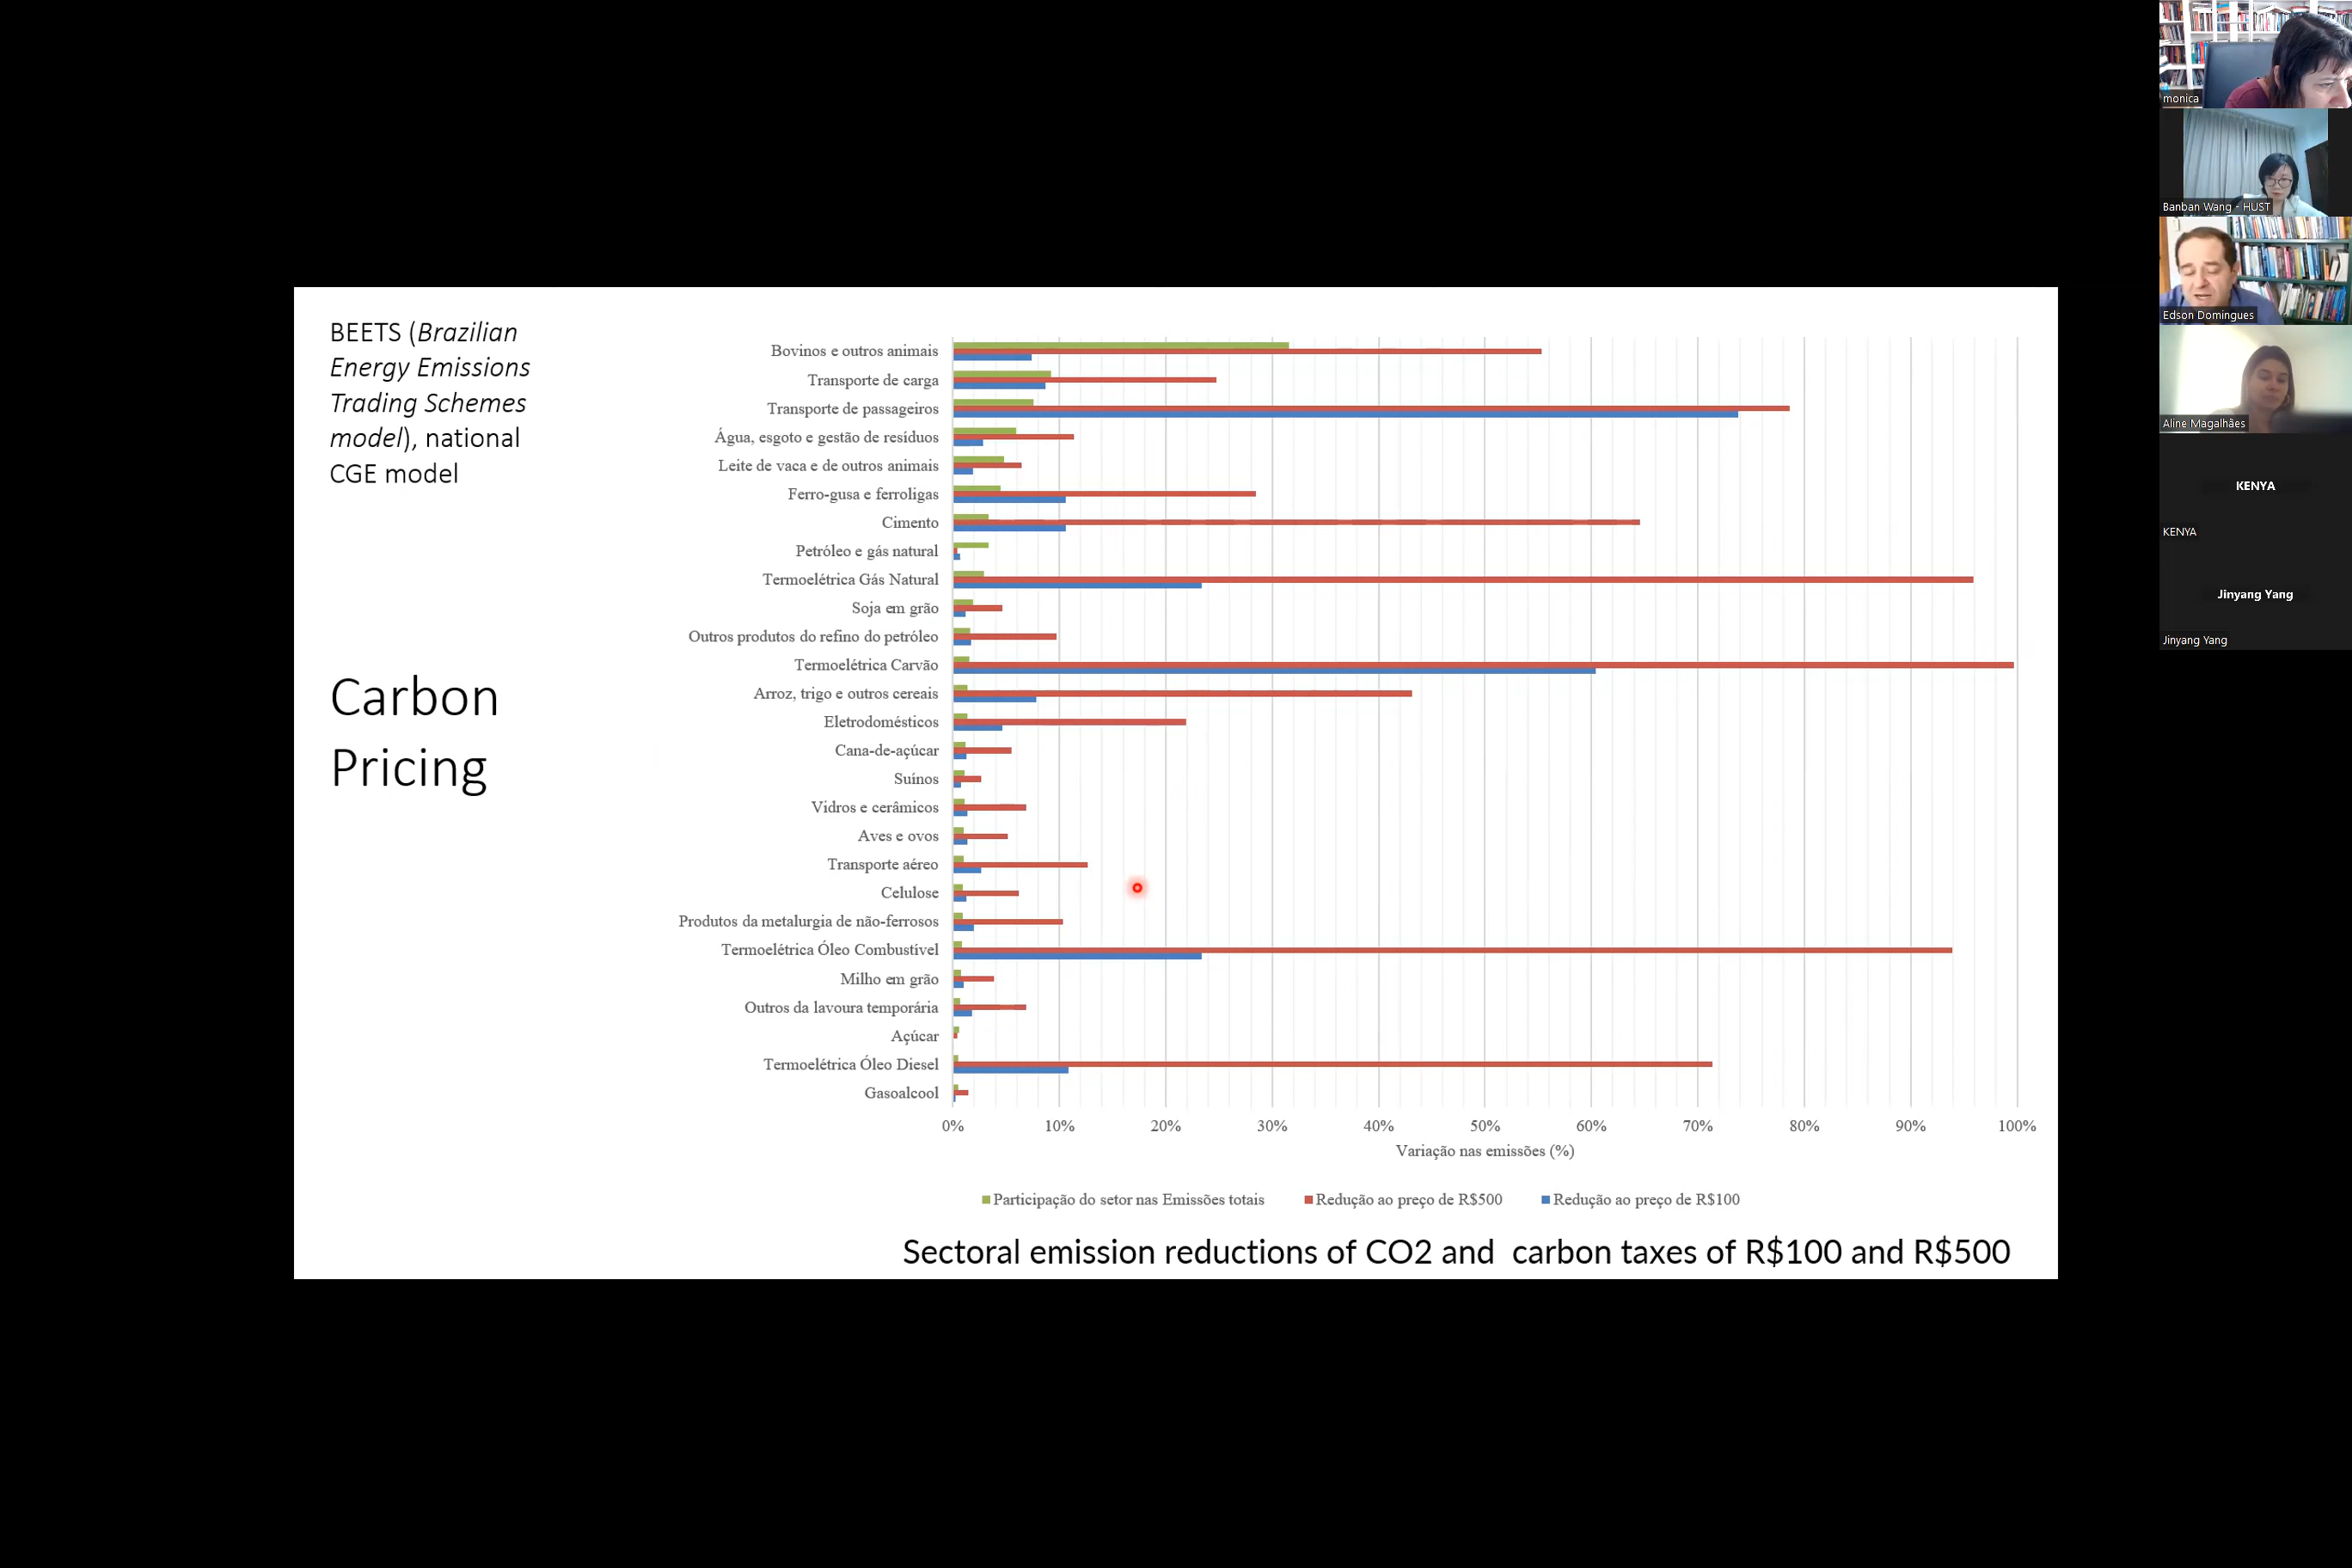 BEETS (Brazilian
Energy Emissions
Trading Schemes
model), national
CGE model
Carbon
Pricing
Bovinos e outros animais
Transporte de carga
Transporte de passageiros
Água, esgoto e gestão de resíduos
Leite de vaca e de outros animais
Ferro-gusa e ferroligas
Cimento
Petróleo e gás natural
Termoelétrica Gás Natural
Soja em grão
Outros produtos do refino do petróleo
Termoelétrica Carvão
Arroz, trigo e outros cereais
Eletrodomésticos
Cana-de-açúcar
Suínos
Vidros e cerâmicos
Aves e ovos
Transporte aéreo
Celulose
Produtos da metalurgia de não-ferrosos
Termoelétrica Óleo Combustível
Milho em grão
Outros da lavoura temporária
Açúcar
Termoelétrica Óleo Diesel
Gasoalcool
0% 10% 20% 30% 40% 50% 60% 70% 80% 90% 100%
Variação nas emissões (%)
Participação do setor nas Emissões totais Redução ao preço de R$500 Redução ao preço de R$100
Sectoral emission reductions of CO2 and carbon taxes of R$100 and R$500
monica
Banban Wang - HUST
Edson Domingues
Aline Magalhães
KENYA
KENYA
Jinyang Yang
Jinyang Yang